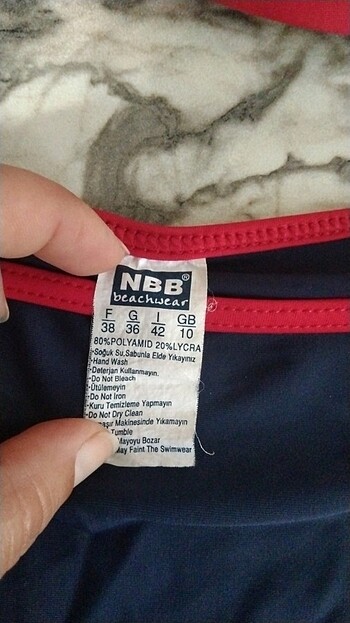 NBB®
beachwear
F G I GB
38 36 42 10
80%POLYAMID 20%LYCRA
-Soğuk Su,Sabunla Elde Yıkayınız
-Hand Wash
-Deterjan Kullanmayın.
-Do Not Bleach
-Ütülemeyin
-Do Not Iron
-Kuru Temizleme Yapmayın
-Do Not Dry Clean
Makinesinde Yıkamayın
Tumble
Mayoyu Bozar
May Faint The Swimwear